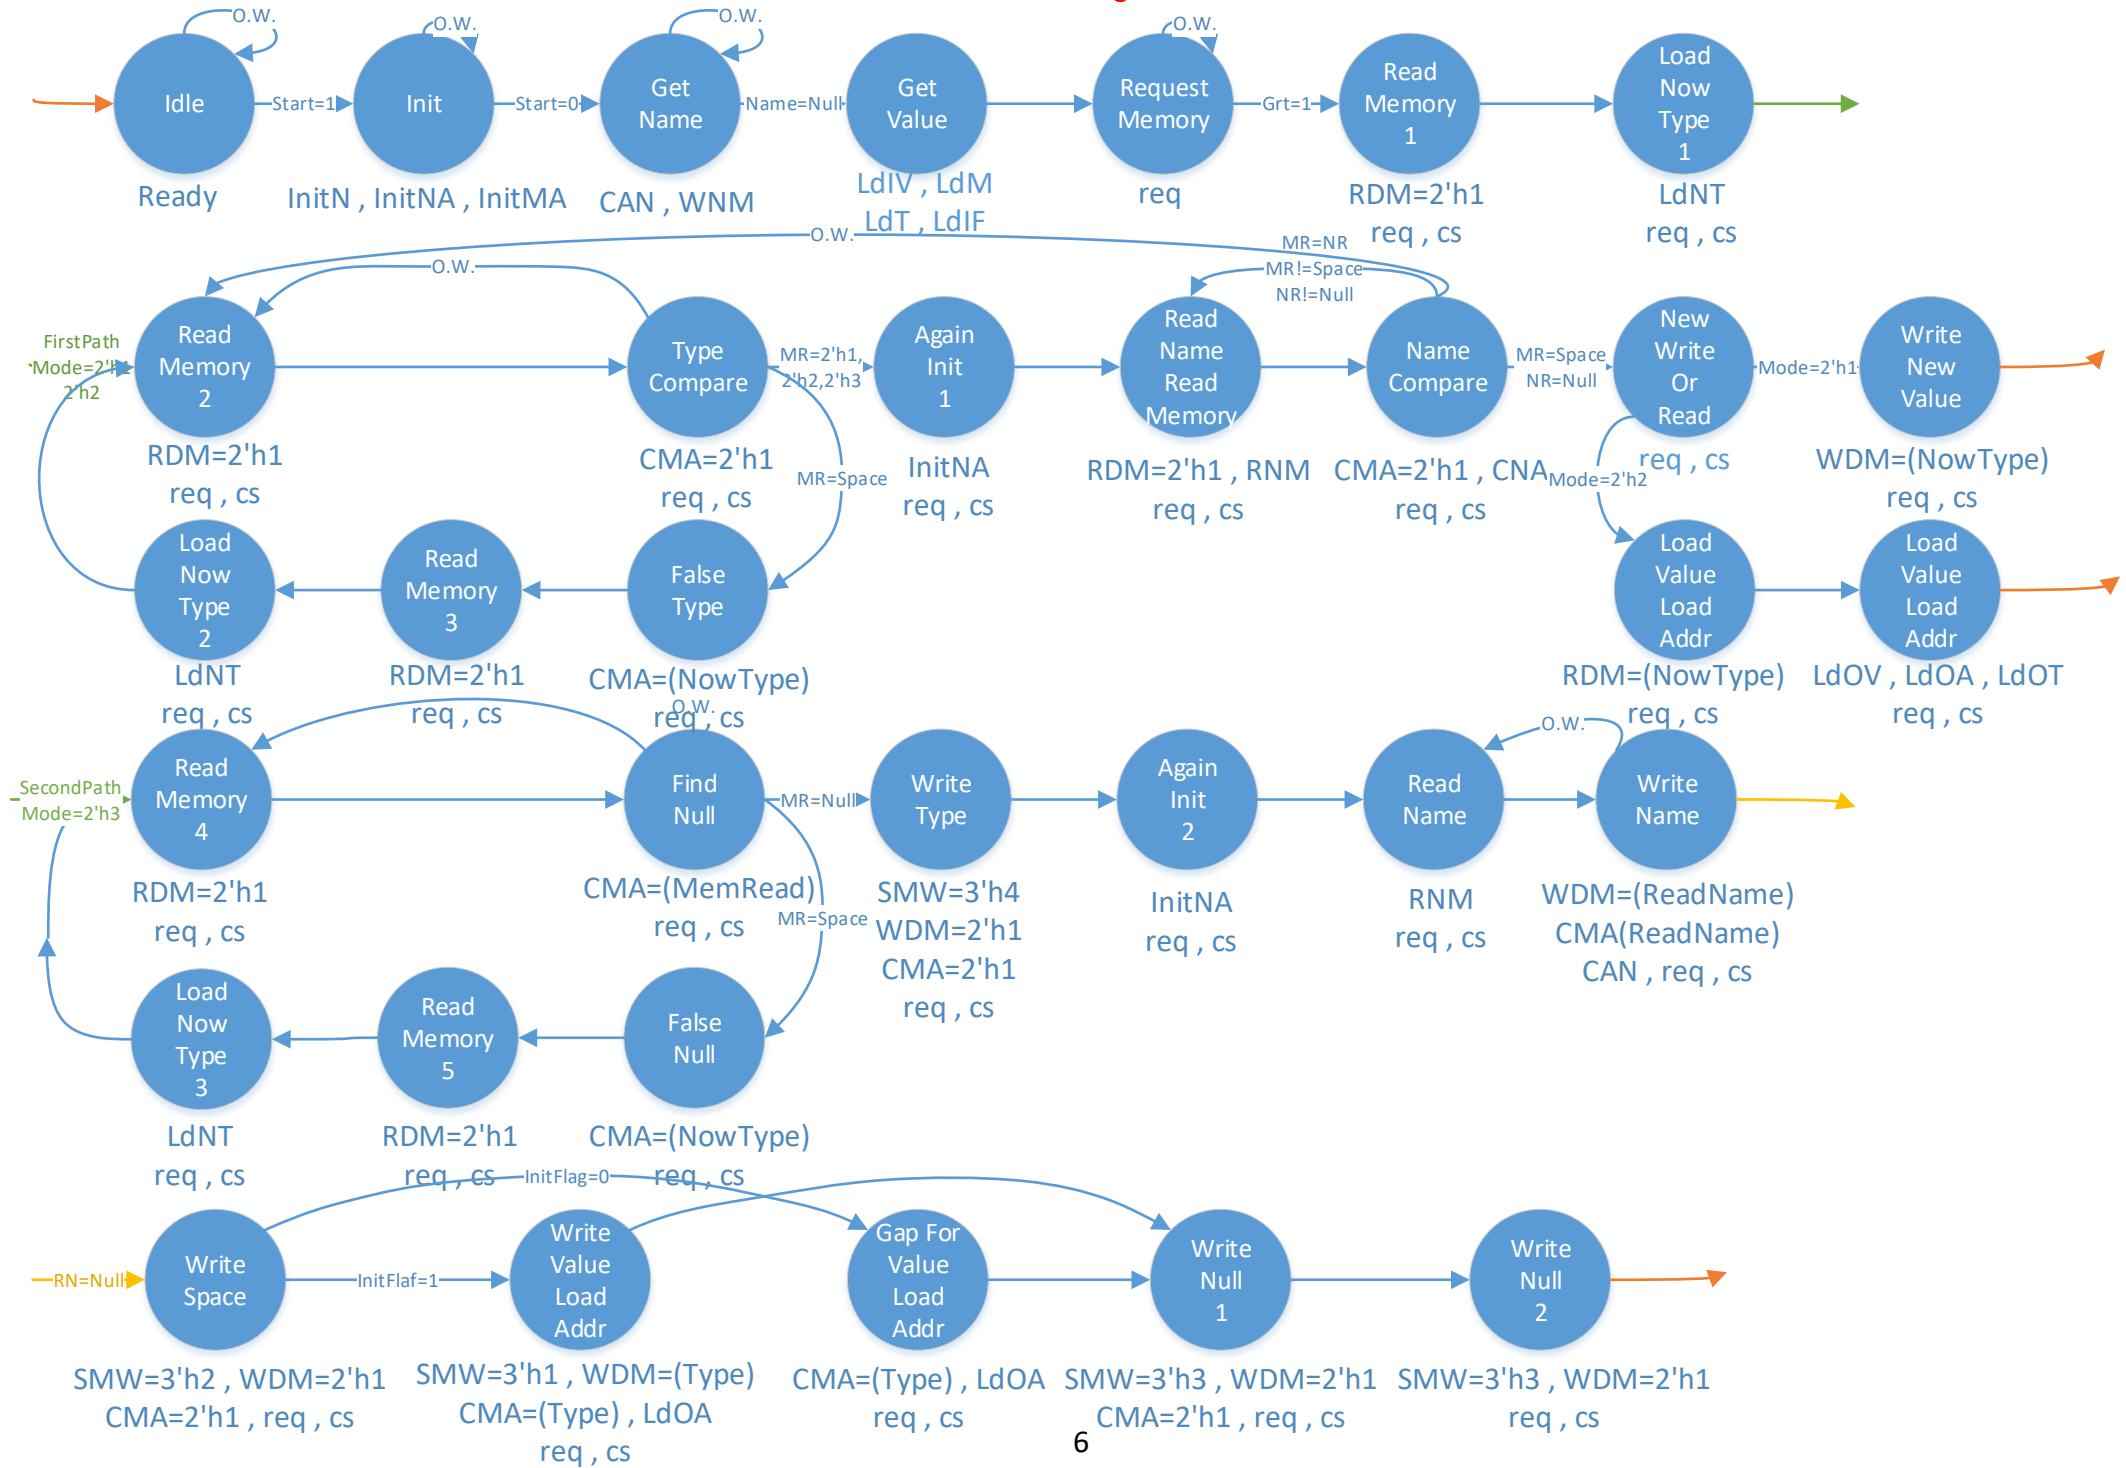 O.W.
O.W.
O.W.
O.W.
Idle
Start=1
Init
Start=0
Get
Name
Name=Null
Get
Value
Request
Memory
Grt=1
Read
Memory
1
Load
Now
Type
1
Ready
InitN , InitNA , InitMA
CAN , WNM
LdIV , LdM
LdT , LdIF
req
RDM=2'h1
req , cs
LdNT
req , cs
O.W.
O.W.
MR=NR
MR!=Space
NR!=Null
FirstPath
Mode=2'h1
2'h2
Read
Memory
2
Type
Compare
MR=2'h1,
2'h2,2'h3
Again
Init
1
Read
Name
Read
Memory
Name
Compare
MR=Space
NR=Null
New
Write
Or
Read
Mode=2'h1
Write
New
Value
RDM=2'h1
req , cs
CMA=2'h1
req , cs
MR=Space
InitNA
req , cs
RDM=2'h1 , RNM
req , cs
CMA=2'h1 , CNA
req , cs
Mode=2'h2
req , cs
WDM=(NowType)
req , cs
Load
Now
Type
2
Read
Memory
3
False
Type
Load
Value
Load
Addr
Load
Value
Load
Addr
LdNT
req , cs
RDM=2'h1
req , cs
CMA=(NowType)
req , cs
O.W.
RDM=(NowType)
req , cs
LdOV , LdOA , LdOT
req , cs
O.W.
SecondPath
Mode=2'h3
Read
Memory
4
Find
Null
MR=Null
Write
Type
Again
Init
2
Read
Name
Write
Name
RDM=2'h1
req , cs
CMA=(MemRead)
req , cs
MR=Space
SMW=3'h4
WDM=2'h1
CMA=2'h1
req , cs
InitNA
req , cs
RNM
req , cs
WDM=(ReadName)
CMA(ReadName)
CAN , req , cs
Load
Now
Type
3
Read
Memory
5
False
Null
LdNT
req , cs
RDM=2'h1
req , cs
CMA=(NowType)
req , cs
InitFlag=0
RN=Null
Write
Space
InitFlaf=1
Write
Value
Load
Addr
Gap For
Value
Load
Addr
Write
Null
1
Write
Null
2
SMW=3'h2 , WDM=2'h1
CMA=2'h1 , req , cs
SMW=3'h1 , WDM=(Type)
CMA=(Type) , LdOA
req , cs
CMA=(Type) , LdOA
req , cs
SMW=3'h3 , WDM=2'h1
CMA=2'h1 , req , cs
SMW=3'h3 , WDM=2'h1
req , cs
6